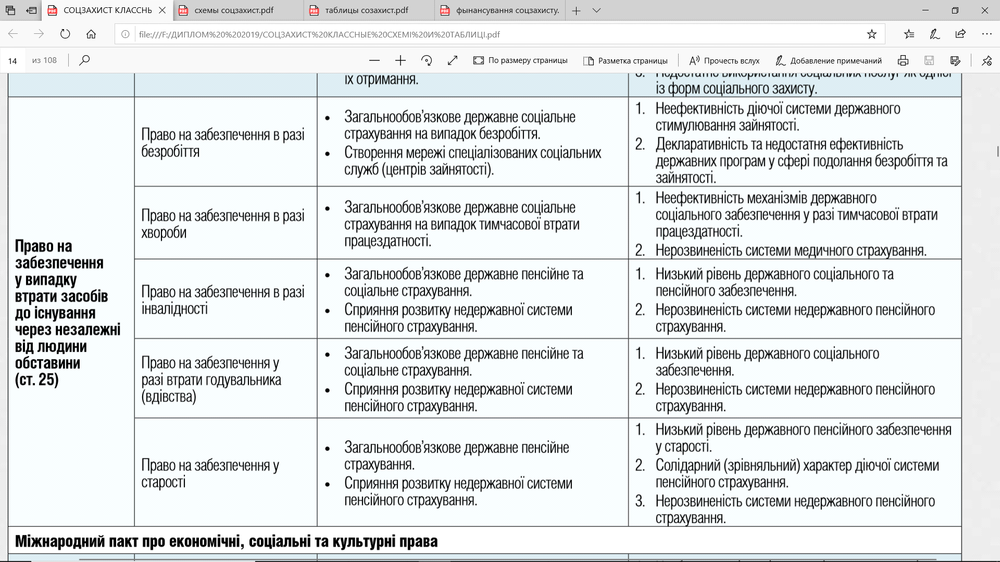 СОЦЗАХИСТ КЛАССНЬ
схемы соцзахист.pdf
таблицы созахист.pdf
фынансування соцзахисту.
file:///F:/ДИПЛОМ%20%202019/СОЦЗАХИСТ%20КЛАССНЫЕ%20СХЕМІ%20И%20ТАБЛИЦІ.pdf
14 из 108
По размеру страницы
Разметка страницы
Прочесть вслух
Добавление примечаний
їх отримання.
3. Недостатнє використання соціальних послуг як однієї
із форм соціального захисту.
Право на
забезпечення
у випадку
втрати засобів
до існування
через незалежні
від людини
обставини
(ст. 25)
Право на забезпечення в разі
безробіття
• Загальнообов’язкове державне соціальне
страхування на випадок безробіття.
• Створення мережі спеціалізованих соціальних
служб (центрів зайнятості).
1. Неефективність діючої системи державного
стимулювання зайнятості.
2. Декларативність та недостатня ефективність
державних програм у сфері подолання безробіття та
зайнятості.
Право на забезпечення в разі
хвороби
• Загальнообов’язкове державне соціальне
страхування на випадок тимчасової втрати
працездатності.
1. Неефективність механізмів державного
соціального забезпечення у разі тимчасової втрати
працездатності.
2. Нерозвиненість системи медичного страхування.
Право на забезпечення в разі
інвалідності
• Загальнообов’язкове державне пенсійне та
соціальне страхування.
• Сприяння розвитку недержавної системи
пенсійного страхування.
1. Низький рівень державного соціального та
пенсійного забезпечення.
2. Нерозвиненість системи недержавного пенсійного
страхування.
Право на забезпечення у
разі втрати годувальника
(вдівства)
• Загальнообов’язкове державне пенсійне та
соціальне страхування.
• Сприяння розвитку недержавної системи
пенсійного страхування.
1. Низький рівень державного соціального
забезпечення.
2. Нерозвиненість системи недержавного пенсійного
страхування.
Право на забезпечення у
старості
• Загальнообов’язкове державне пенсійне
страхування.
• Сприяння розвитку недержавної системи
пенсійного страхування.
1. Низький рівень державного пенсійного забезпечення
у старості.
2. Солідарний (зрівняльний) характер діючої системи
пенсійного страхування.
3. Нерозвиненість системи недержавного пенсійного
страхування.
Міжнародний пакт про економічні, соціальні та культурні права